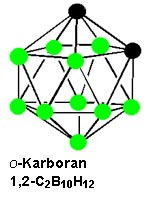 o-Karboran
1,2-C₂B₁₀H₁₂